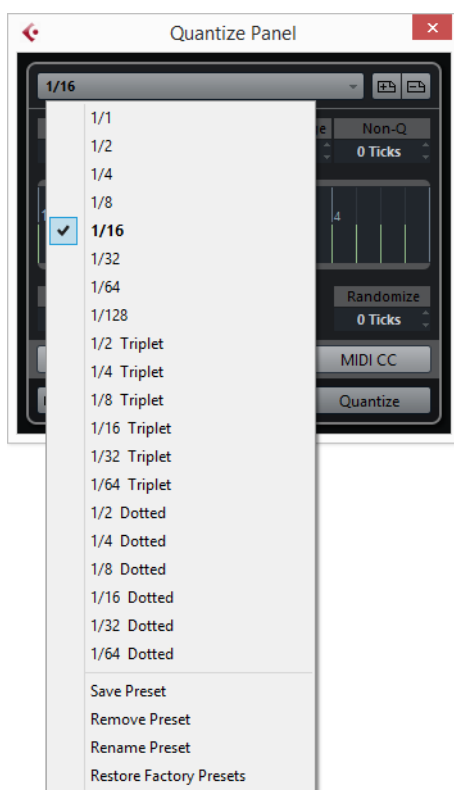 Quantize Panel
1/16
1/1
Non-Q
1/2
0 Ticks
1/4
1/8
4
1/16
1/32
1/64
Randomize
1/128
0 Ticks
1/2 Triplet
1/4 Triplet
MIDI CC
1/8 Triplet
Quantize
1/16 Triplet
1/32 Triplet
1/64 Triplet
1/2 Dotted
1/4 Dotted
1/8 Dotted
1/16 Dotted
1/32 Dotted
1/64 Dotted
Save Preset
Remove Preset
Rename Preset
Restore Factory Presets